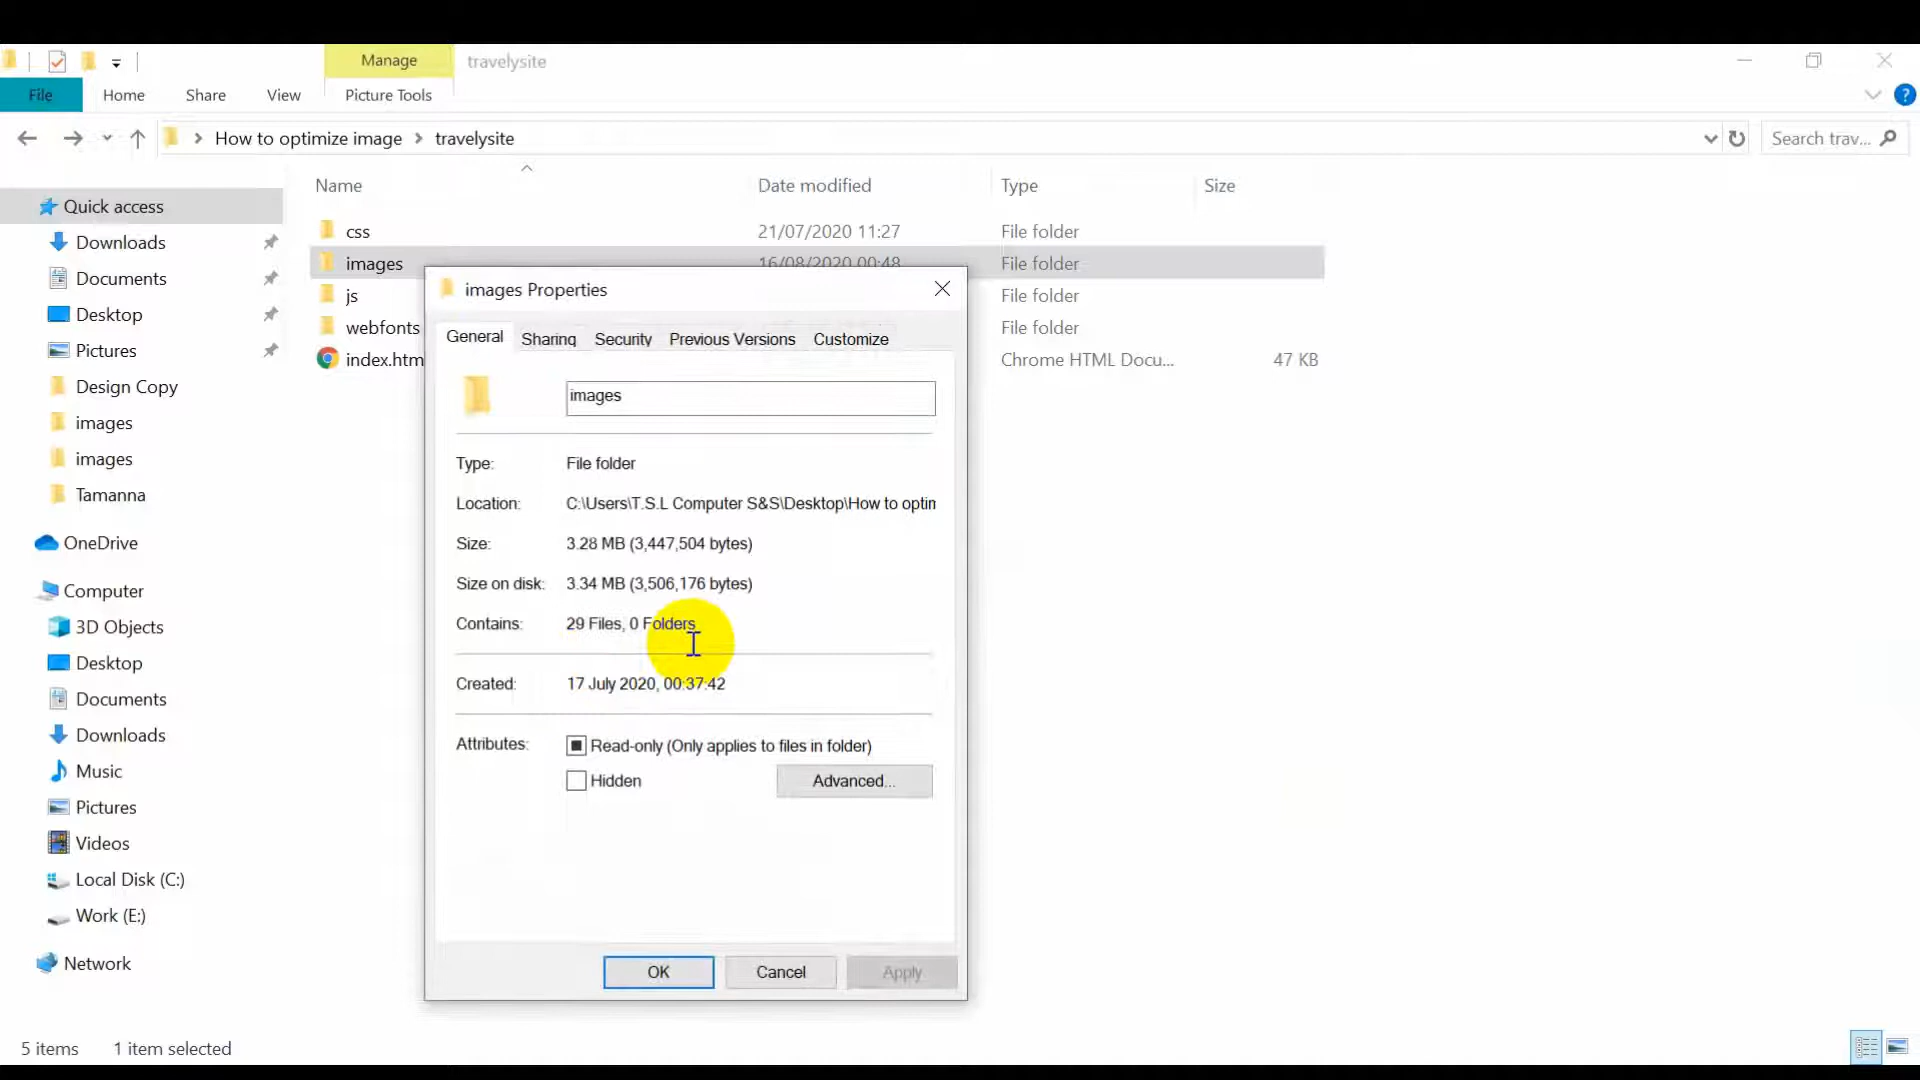 Manage
travelysite
File
Home
Share
View
Picture Tools
How to optimize image
travelysite
Search trav...
Name
Date modified
Type
Size
Quick access
Downloads
Documents
Desktop
Pictures
Design Copy
images
images
Tamanna
OneDrive
Computer
3D Objects
Desktop
Documents
Downloads
Music
Pictures
Videos
Local Disk (C:)
Work (E:)
Network
css 21/07/2020 11:27 File folder
images 16/08/2020 00:48 File folder
js File folder
webfonts File folder
index.htm Chrome HTML Docu... 47 KB
images Properties
General
Sharing
Security
Previous Versions
Customize
images
Type: File folder
Location: C:\Users\T.S.L Computer S&S\Desktop\How to optim
Size: 3.28 MB (3,447,504 bytes)
Size on disk: 3.34 MB (3,506,176 bytes)
Contains: 29 Files, 0 Folders
Created: 17 July 2020, 00:37:42
Attributes: Read-only (Only applies to files in folder)
Hidden
Advanced...
OK
Cancel
Apply
5 items
1 item selected